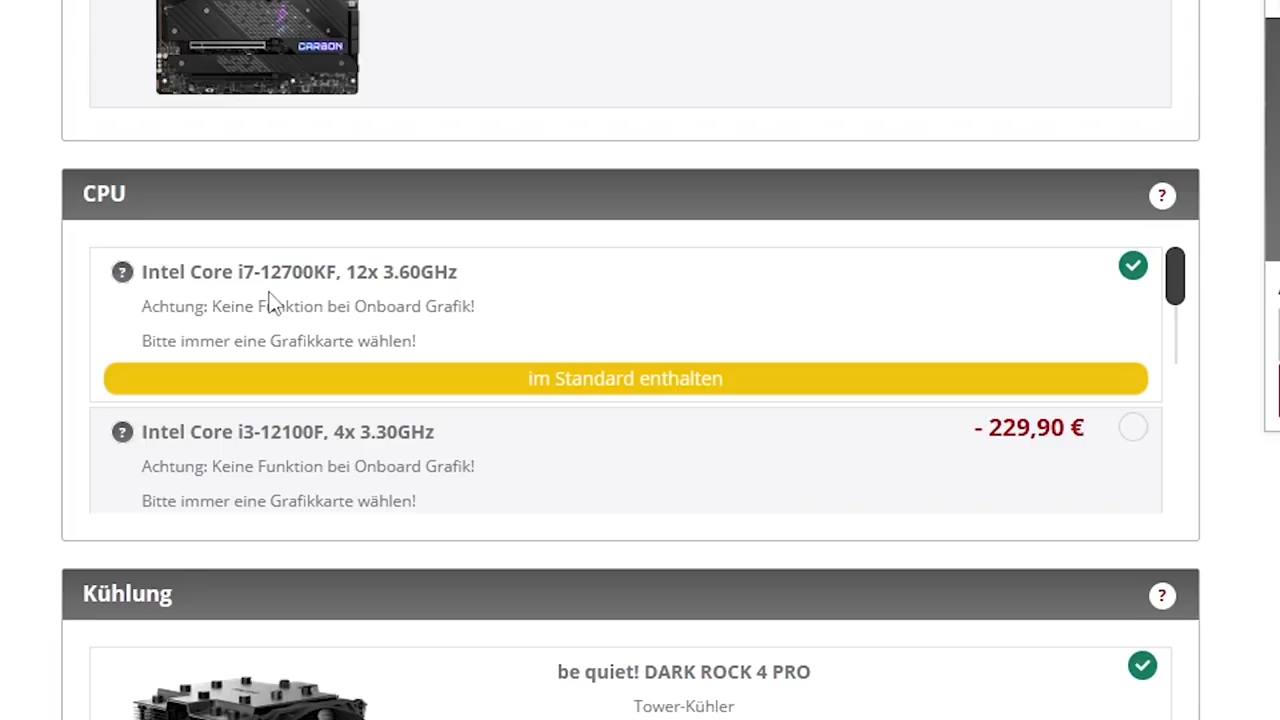 CARBON
CPU
?
? Intel Core i7-12700KF, 12x 3.60GHz
Achtung: Keine Funktion bei Onboard Grafik!
Bitte immer eine Grafikkarte wählen!
im Standard enthalten
? Intel Core i3-12100F, 4x 3.30GHz
- 229,90 €
Achtung: Keine Funktion bei Onboard Grafik!
Bitte immer eine Grafikkarte wählen!
Kühlung
?
be quiet! DARK ROCK 4 PRO
Tower-Kühler